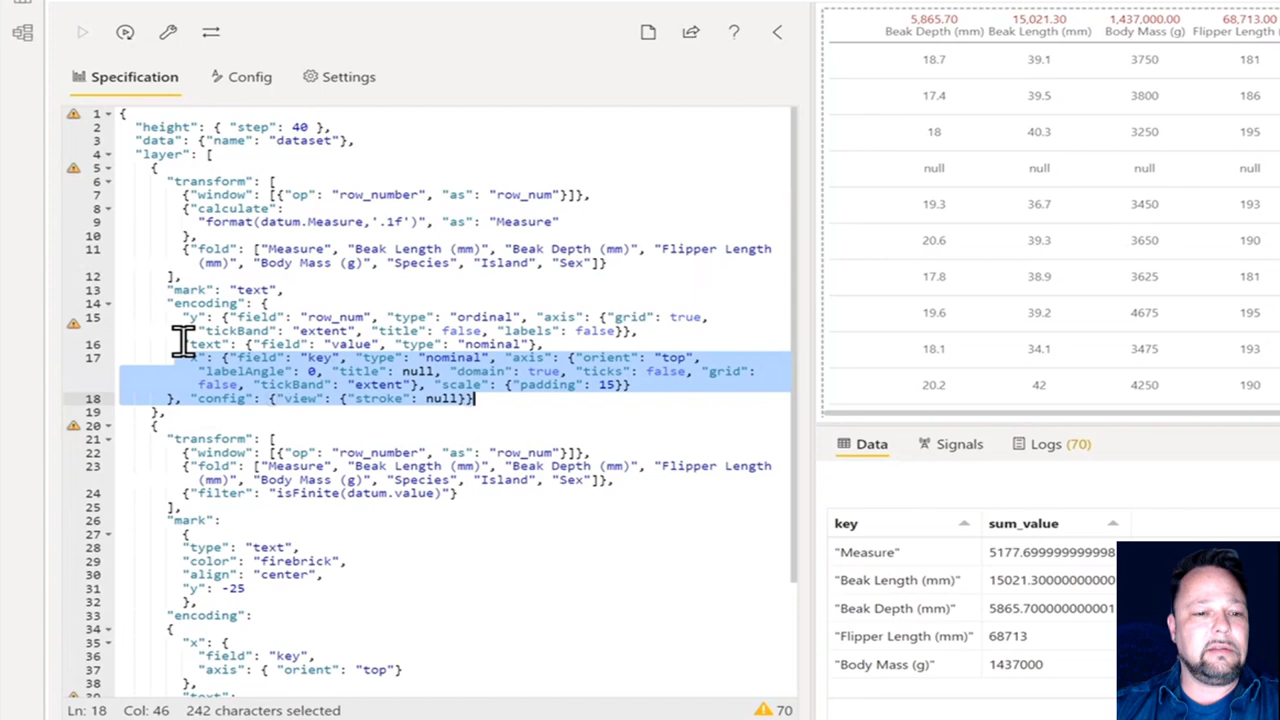 Specification Config Settings
1 {
2 "height": { "step": 40 },
3 "data": {"name": "dataset"},
4 "layer": [
5 {
6 "transform": [
7 {"window": [{"op": "row_number", "as": "row_num"}]},
8 {"calculate":
9 "format(datum.Measure,'.1f')", "as": "Measure"
10 },
11 {"fold": ["Measure", "Beak Length (mm)", "Beak Depth (mm)", "Flipper Length
(mm)", "Body Mass (g)", "Species", "Island", "Sex"]}
12 ],
13 "mark": "text",
14 "encoding": {
15 "y": {"field": "row_num", "type": "ordinal", "axis": {"grid": true,
"tickBand": "extent", "title": false, "labels": false}},
16 "text": {"field": "value", "type": "nominal"},
17 "x": {"field": "key", "type": "nominal", "axis": {"orient": "top",
"labelAngle": 0, "title": null, "domain": true, "ticks": false, "grid":
false, "tickBand": "extent"}, "scale": {"padding": 15}}
18 }, "config": {"view": {"stroke": null}}
19 },
20 {
21 "transform": [
22 {"window": [{"op": "row_number", "as": "row_num"}]},
23 {"fold": ["Measure", "Beak Length (mm)", "Beak Depth (mm)", "Flipper Length
(mm)", "Body Mass (g)", "Species", "Island", "Sex"]},
24 {"filter": "isFinite(datum.value)"}
25 ],
26 "mark":
27 {
28 "type": "text",
29 "color": "firebrick",
30 "align": "center",
31 "y": -25
32 },
33 "encoding":
34 {
35 "x": {
36 "field": "key",
37 "axis": { "orient": "top"}
38 },
39 "text":
Ln: 18 Col: 46 242 characters selected 70
5,865.70 15,021.30 1,437,000.00 68,713.00
Beak Depth (mm) Beak Length (mm) Body Mass (g) Flipper Length (
18.7 39.1 3750 181
17.4 39.5 3800 186
18 40.3 3250 195
null null null null
19.3 36.7 3450 193
20.6 39.3 3650 190
17.8 38.9 3625 181
19.6 39.2 4675 195
18.1 34.1 3475 193
20.2 42 4250 190
Data Signals Logs (70)
key sum_value
"Measure" 5177.699999999998
"Beak Length (mm)" 15021.30000000000
"Beak Depth (mm)" 5865.700000000001
"Flipper Length (mm)" 68713
"Body Mass (g)" 1437000